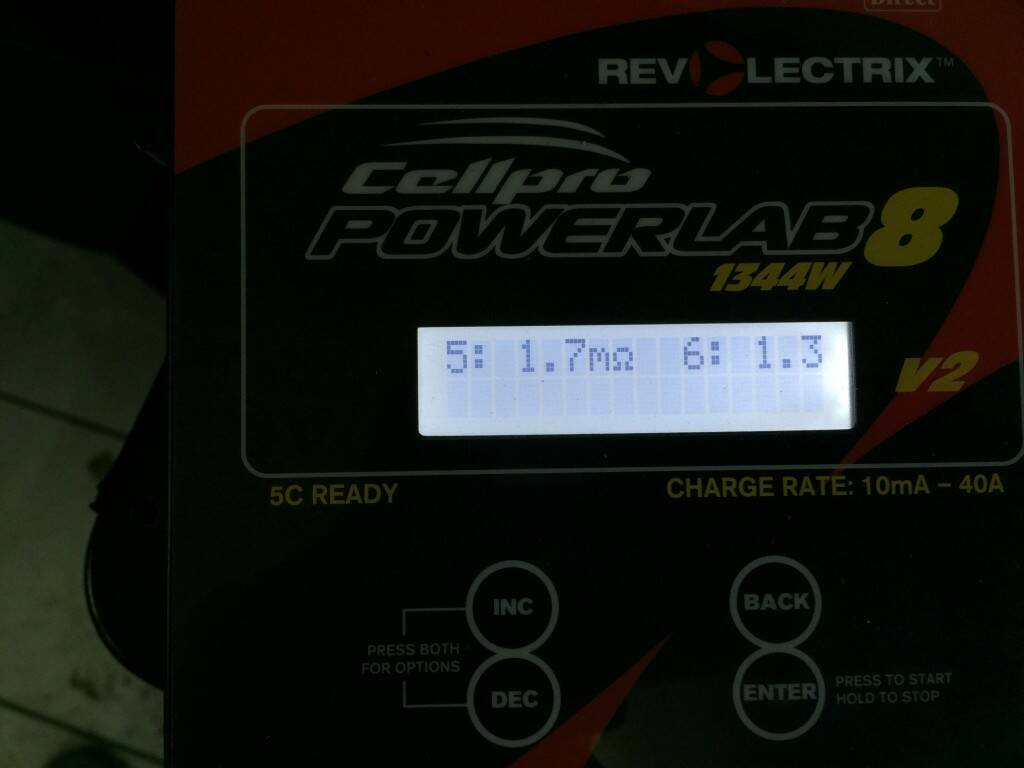 Direct
REVOLECTRIX™
Cellpro
POWERLAB 8
1344W
5: 1.7mΩ 6: 1.3
V2
5C READY
CHARGE RATE: 10mA – 40A
INC
BACK
PRESS BOTH
FOR OPTIONS
DEC
ENTER
PRESS TO START
HOLD TO STOP